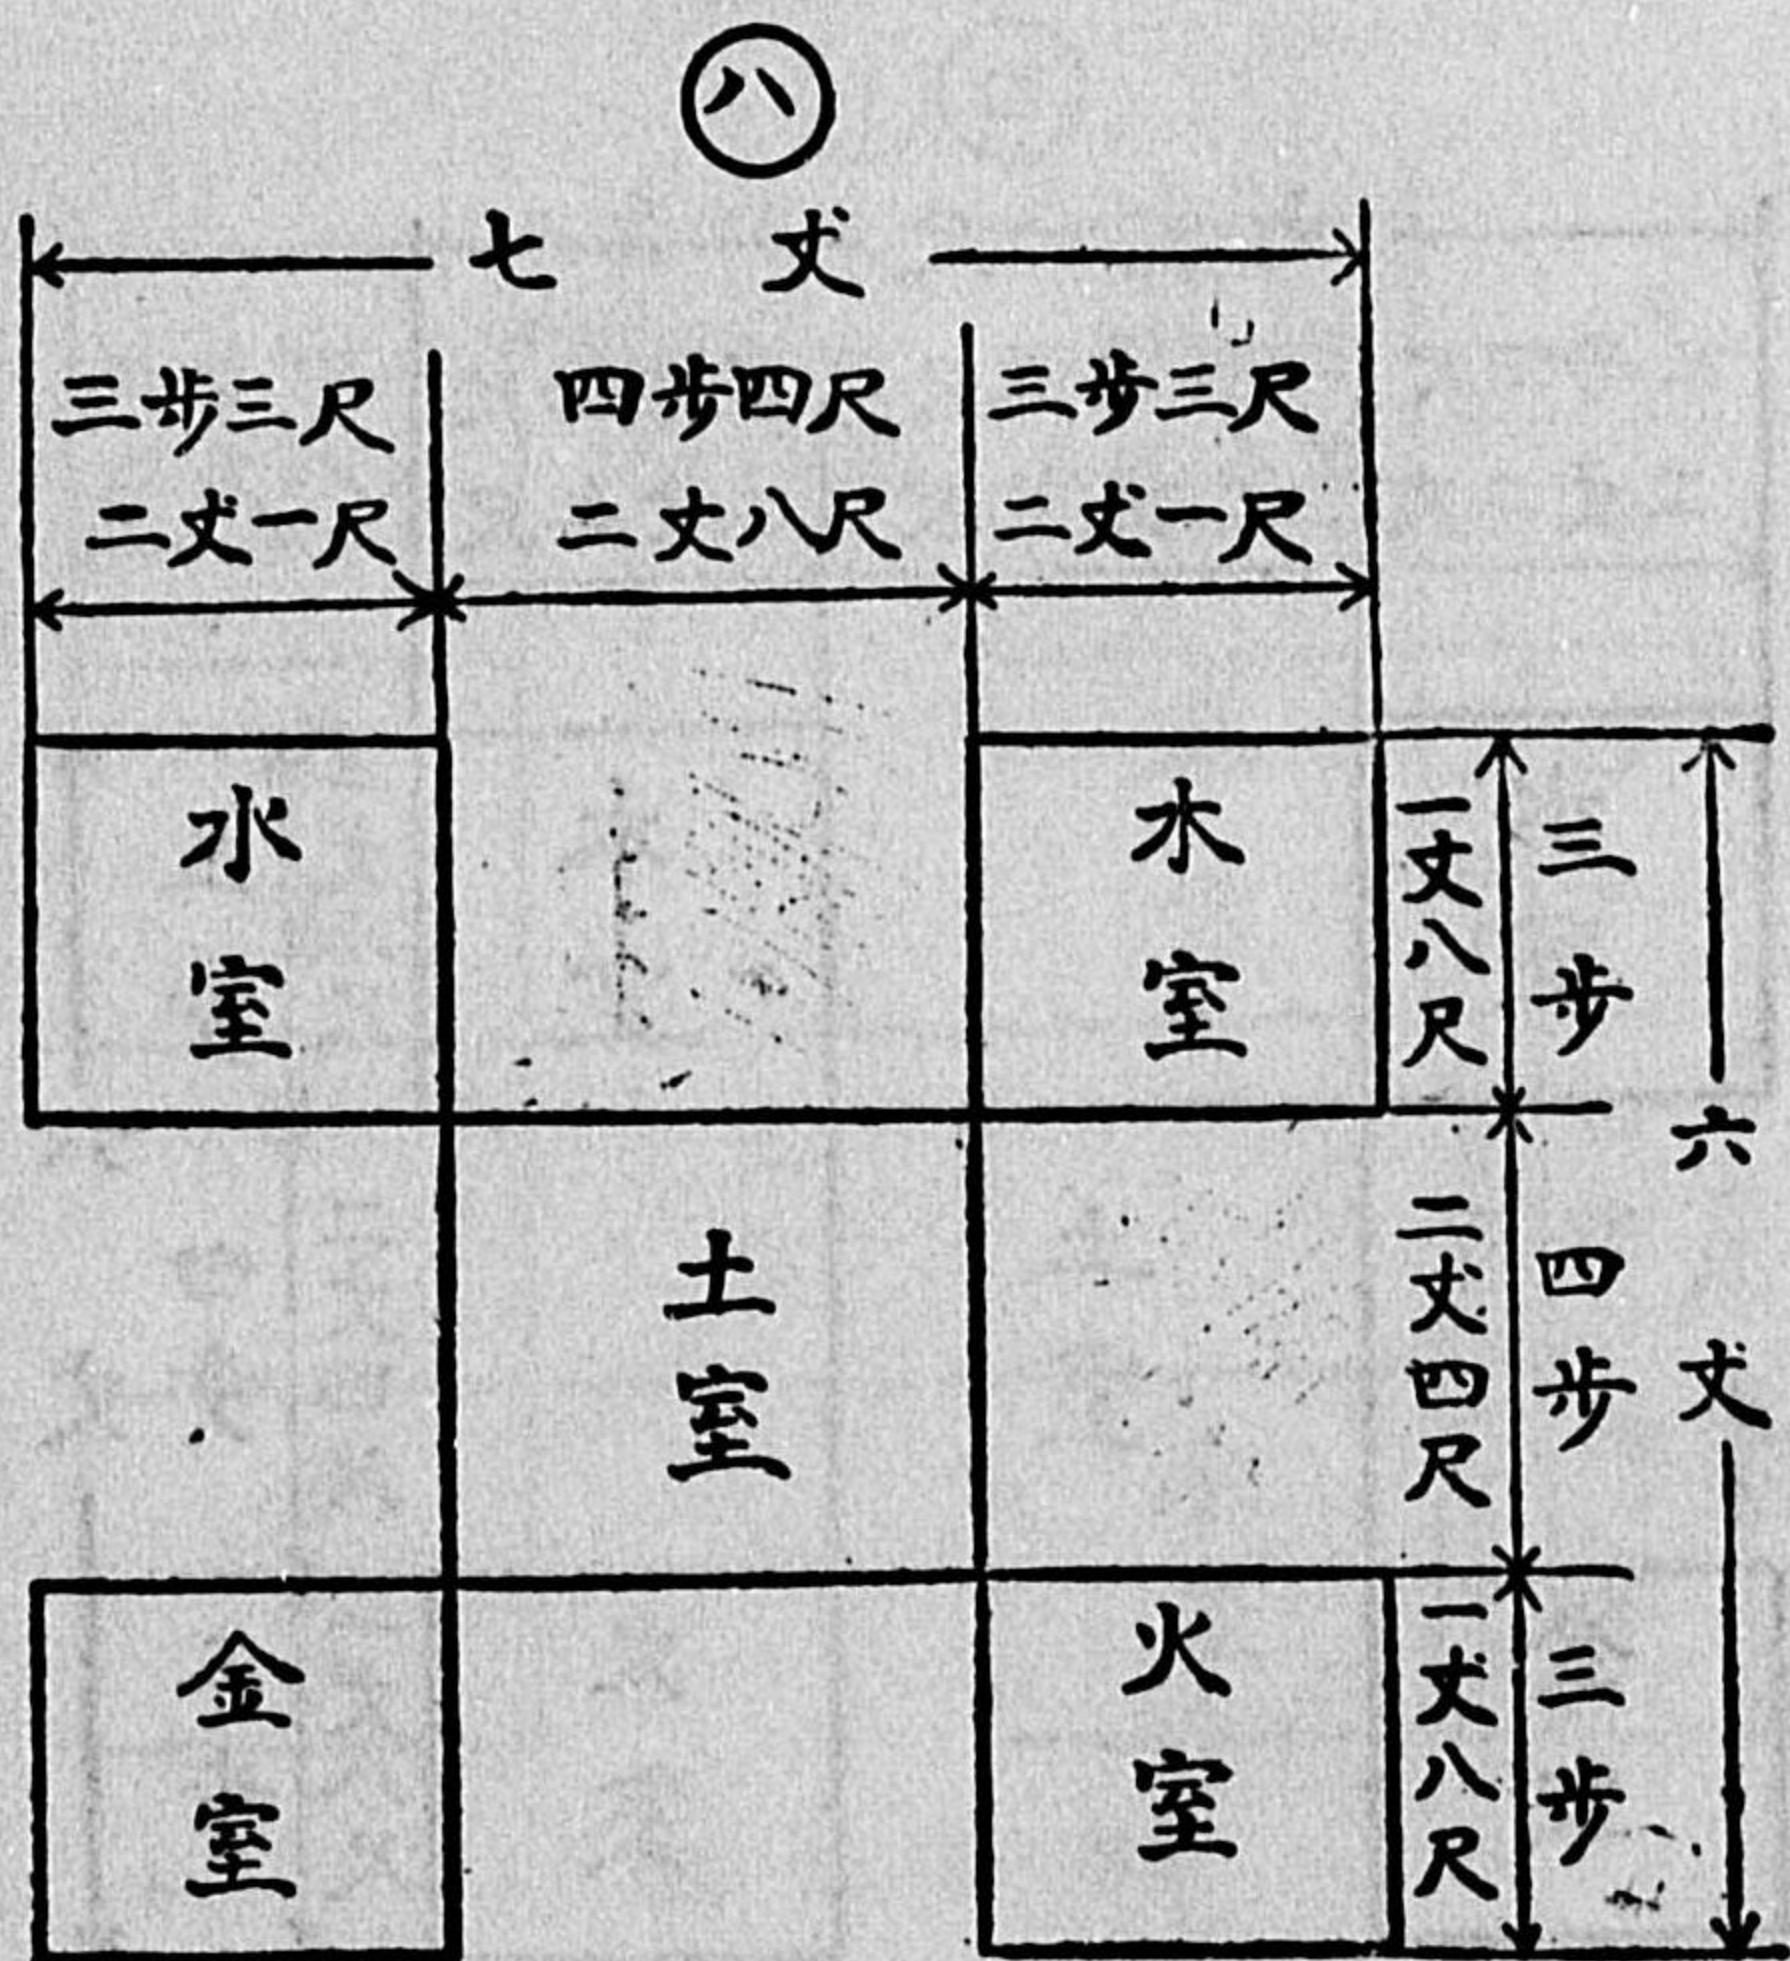 八
七丈
三步三尺 四步四尺 三步三尺
二丈一尺 二丈八尺 二丈一尺
水室
水室
一丈八尺
三步
六丈
土室
二丈四尺
四步
金室
火室
一丈八尺
三步